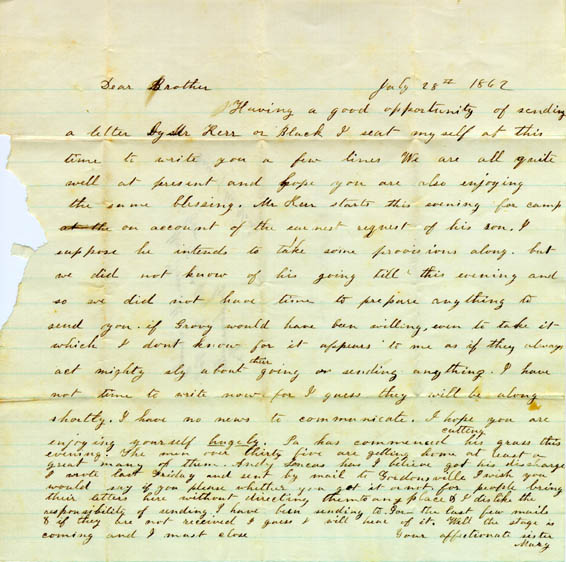 Dear Brother July 28th 1862
Having a good opportunity of sending
a letter by Mr Kerr or Black I seat myself at this
time to write you a few lines We are all quite
well at present and hope you are also enjoying
the same blessing. Mr Kerr starts this evening for camp
at the on account of the earnest request of his son. I
suppose he intends to take some provisions along. but
we did not know of his going till this evening and
so we did not have time to prepare anything to
send you. if would have been willing, even to take it
which I dont know for it appears to me as if they always
act mighty sly about their going or sending anything. I have
not time to write now for I guess they will be along
shortly. I have no news to communicate. I hope you are
enjoying yourself hugely. Pa has commenced cutting his grass this
evening. The men over thirty five are getting home at least a
great many of them. Andy has I believe got his discharge
I wrote last Friday and sent by mail to Gordonsville I wish you
would say if you please whither you get it or not for people bring
their letters here without directing them to any place & I dislike the
responsibility of sending. I have been sending to. for the last few mails
& if they are not received I guess I will hear of it. Well the stage is
coming and I must close Your affectionate sister
Mary